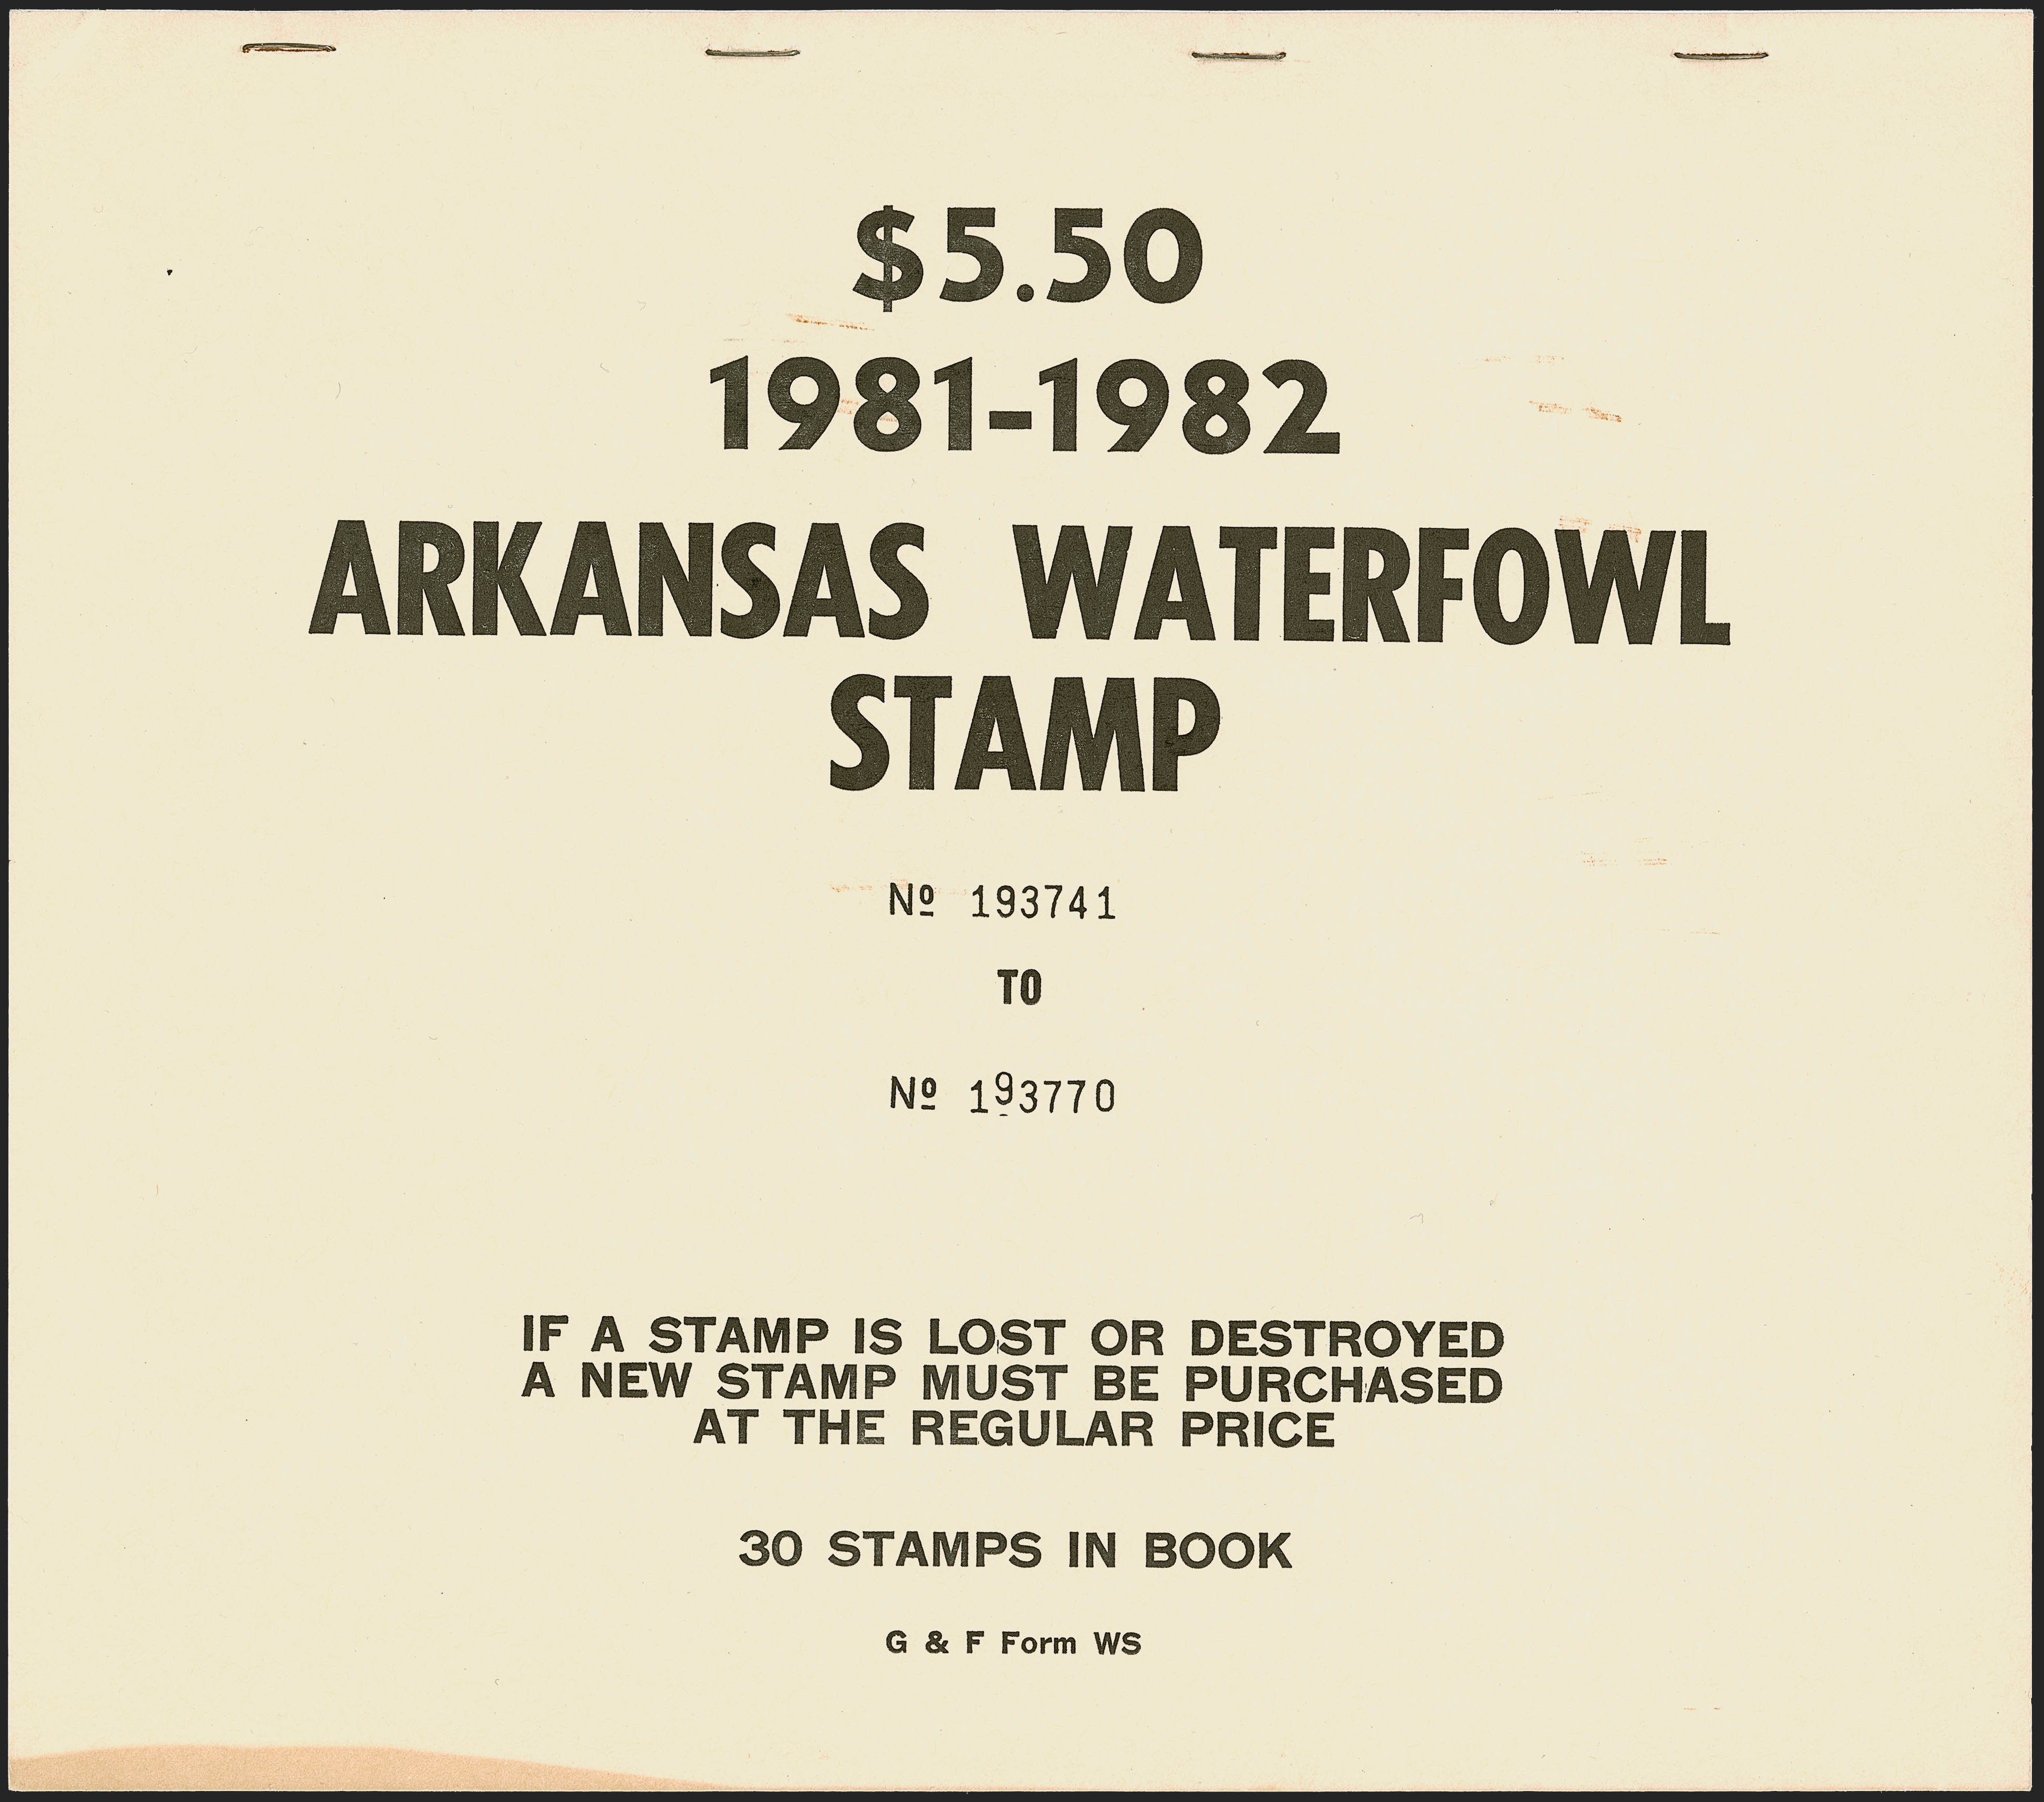 $5.50
1981-1982
ARKANSAS WATERFOWL
STAMP
Nº 193741
TO
Nº 193770
IF A STAMP IS LOST OR DESTROYED
A NEW STAMP MUST BE PURCHASED
AT THE REGULAR PRICE
30 STAMPS IN BOOK
G & F Form WS